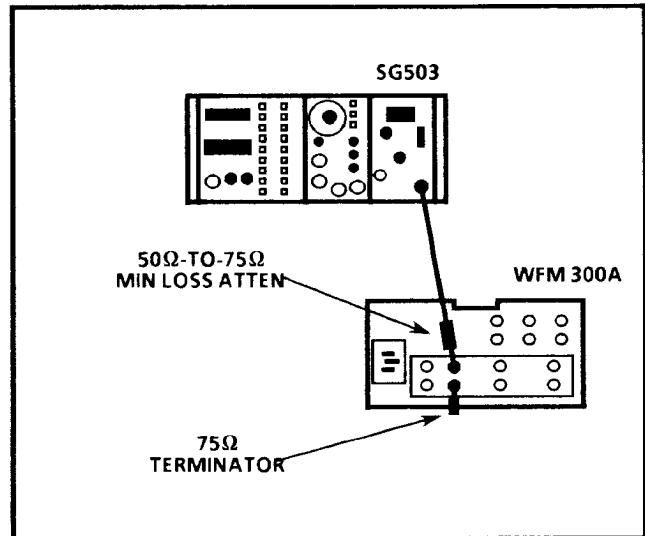 SG503
50Ω-TO-75Ω
MIN LOSS ATTEN
WFM 300A
75Ω
TERMINATOR